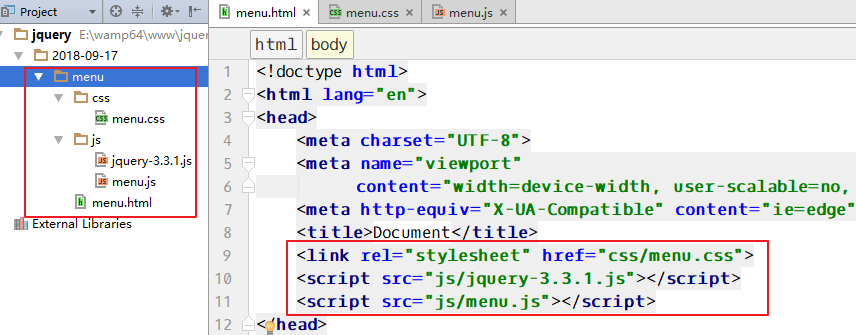 Project
menu.html
menu.css
menu.js
jquery E:\wamp64\www\jquer
2018-09-17
menu
css
menu.css
js
jquery-3.3.1.js
menu.js
menu.html
External Libraries
html body
1 <!doctype html>
2 <html lang="en">
3 <head>
4 <meta charset="UTF-8">
5 <meta name="viewport"
6 content="width=device-width, user-scalable=no,
7 <meta http-equiv="X-UA-Compatible" content="ie=edge"
8 <title>Document</title>
9 <link rel="stylesheet" href="css/menu.css">
10 <script src="js/jquery-3.3.1.js"></script>
11 <script src="js/menu.js"></script>
12 </head>